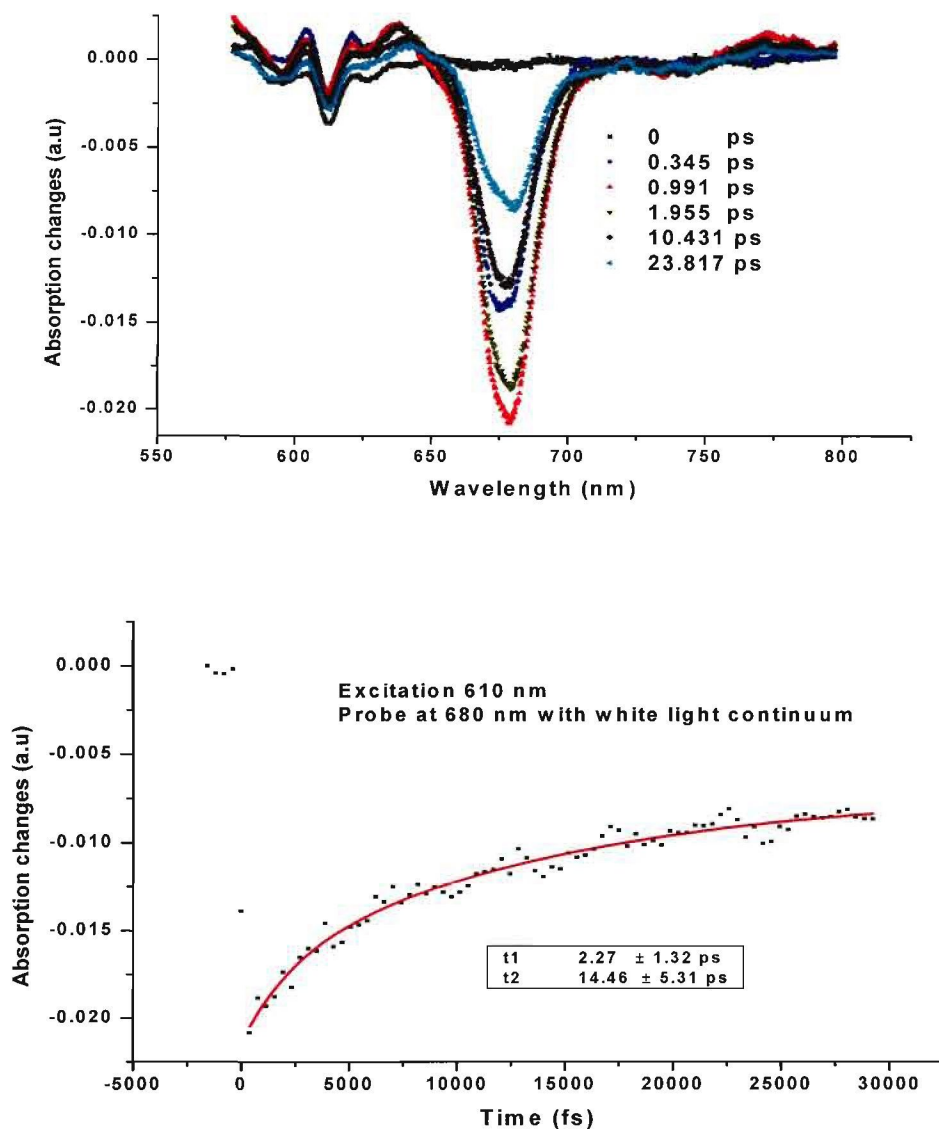 Absorption changes (a.u)
0.000
-0.005
-0.010
-0.015
-0.020
0 ps
0.345 ps
0.991 ps
1.955 ps
10.431 ps
23.817 ps
550 600 650 700 750 800
Wavelength (nm)
Absorption changes (a.u)
0.000
-0.005
-0.010
-0.015
-0.020
Excitation 610 nm
Probe at 680 nm with white light continuum
t1 2.27 ± 1.32 ps
t2 14.46 ± 5.31 ps
-5000 0 5000 10000 15000 20000 25000 30000
Time (fs)